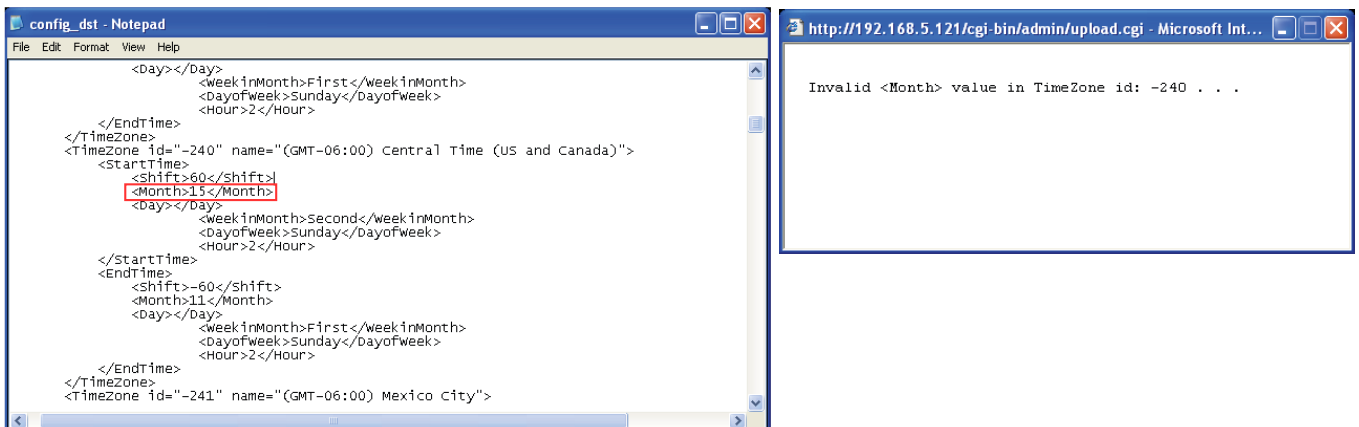 config_dst - Notepad
File Edit Format View Help
<Day></Day>
<WeekinMonth>First</WeekinMonth>
<DayofWeek>Sunday</DayofWeek>
<Hour>2</Hour>
</EndTime>
</TimeZone>
<TimeZone id="-240" name="(GMT-06:00) Central Time (US and Canada)">
<StartTime>
<Shift>60</Shift>
<Month>15</Month>
<Day></Day>
<WeekinMonth>Second</WeekinMonth>
<DayofWeek>Sunday</DayofWeek>
<Hour>2</Hour>
</StartTime>
<EndTime>
<Shift>-60</Shift>
<Month>11</Month>
<Day></Day>
<WeekinMonth>First</WeekinMonth>
<DayofWeek>Sunday</DayofWeek>
<Hour>2</Hour>
</EndTime>
</TimeZone>
<TimeZone id="-241" name="(GMT-06:00) Mexico City">
http://192.168.5.121/cgi-bin/admin/upload.cgi - Microsoft Int...
Invalid <Month> value in TimeZone id: -240 . . .